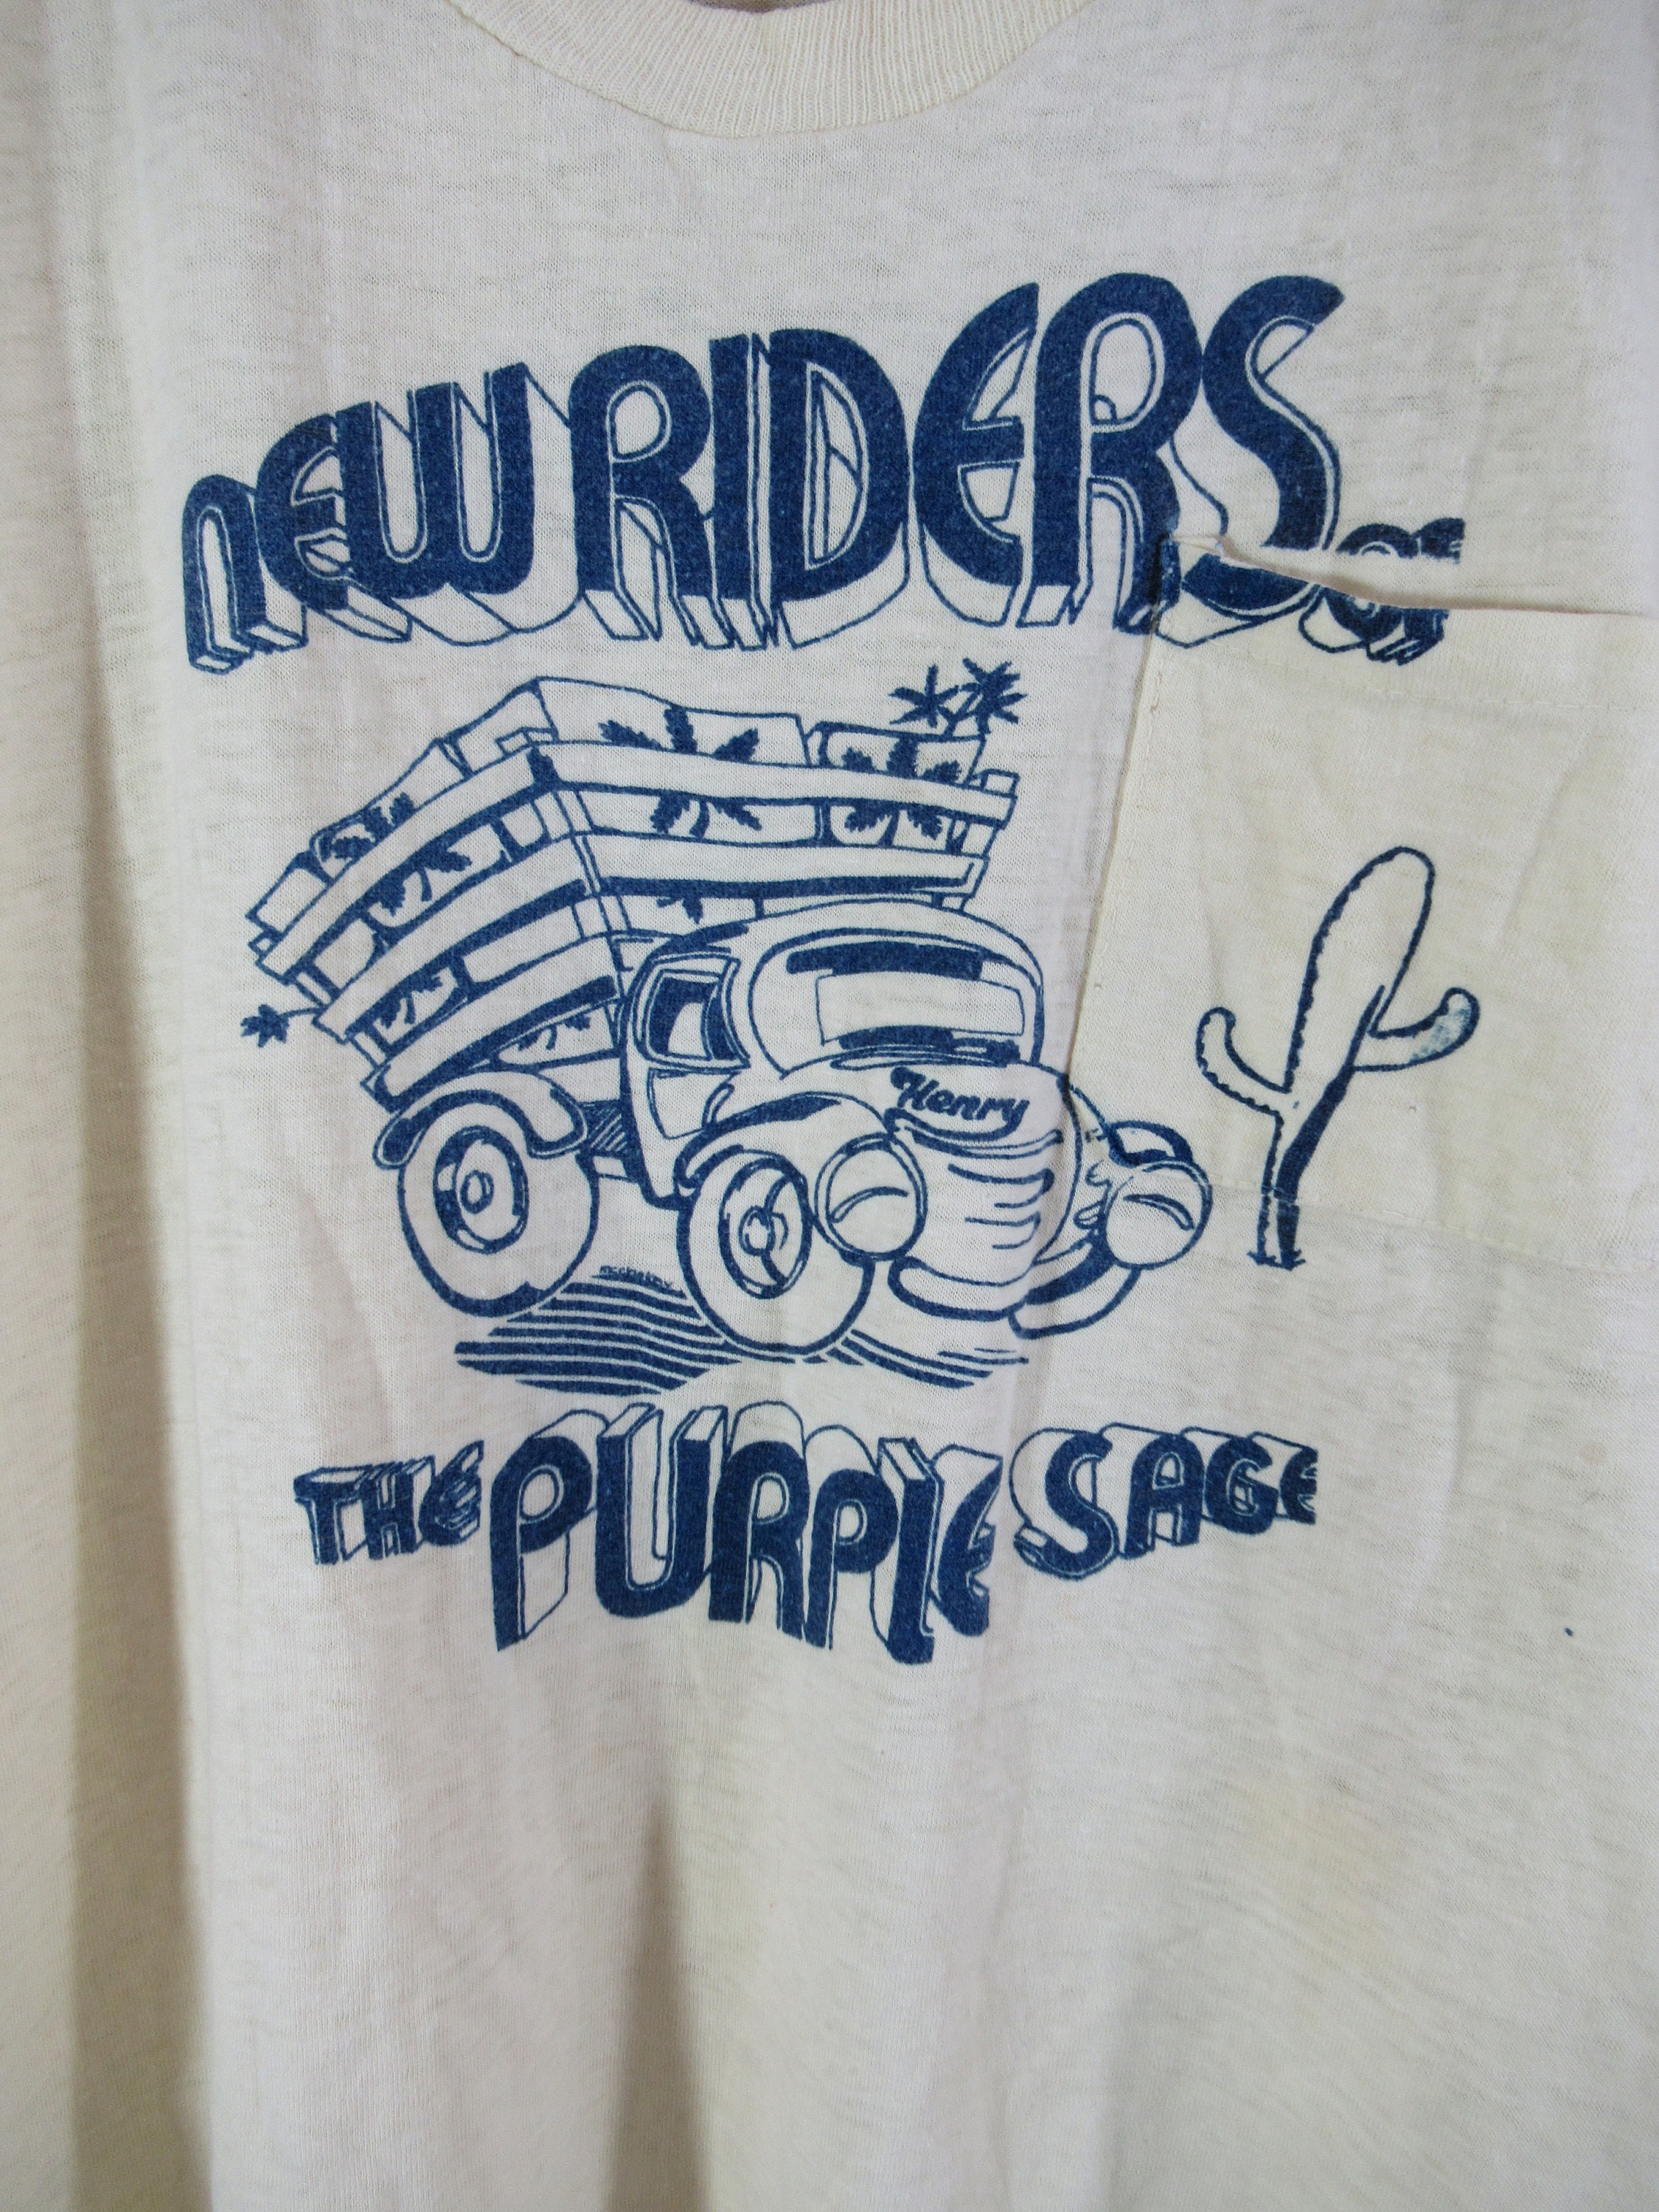 NEW RIDERS OF
Henry
THE PURPLE SAGE